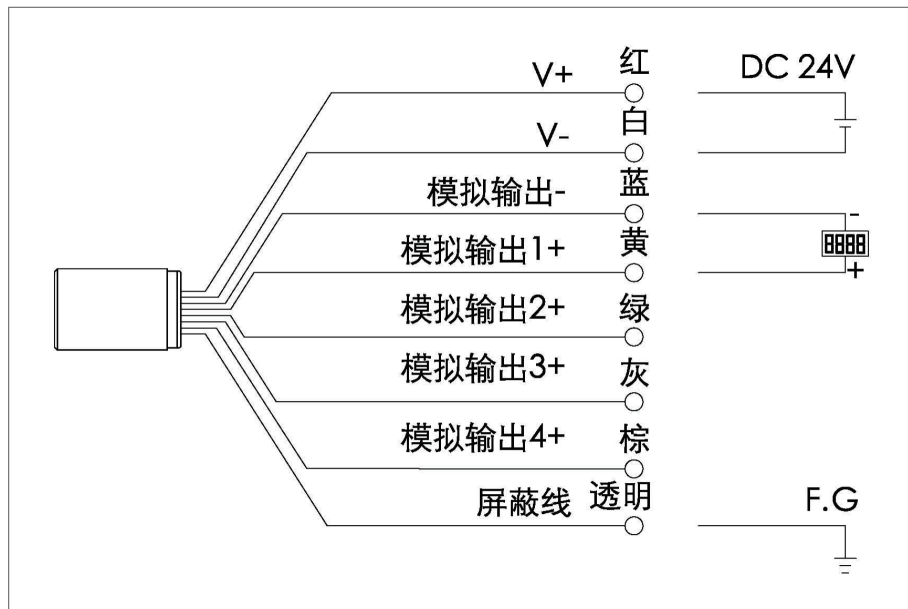 V+ 红 DC 24V
V- 白
模拟输出- 蓝 -
模拟输出1+ 黄 8888 +
模拟输出2+ 绿
模拟输出3+ 灰
模拟输出4+ 棕
屏蔽线 透明 F.G